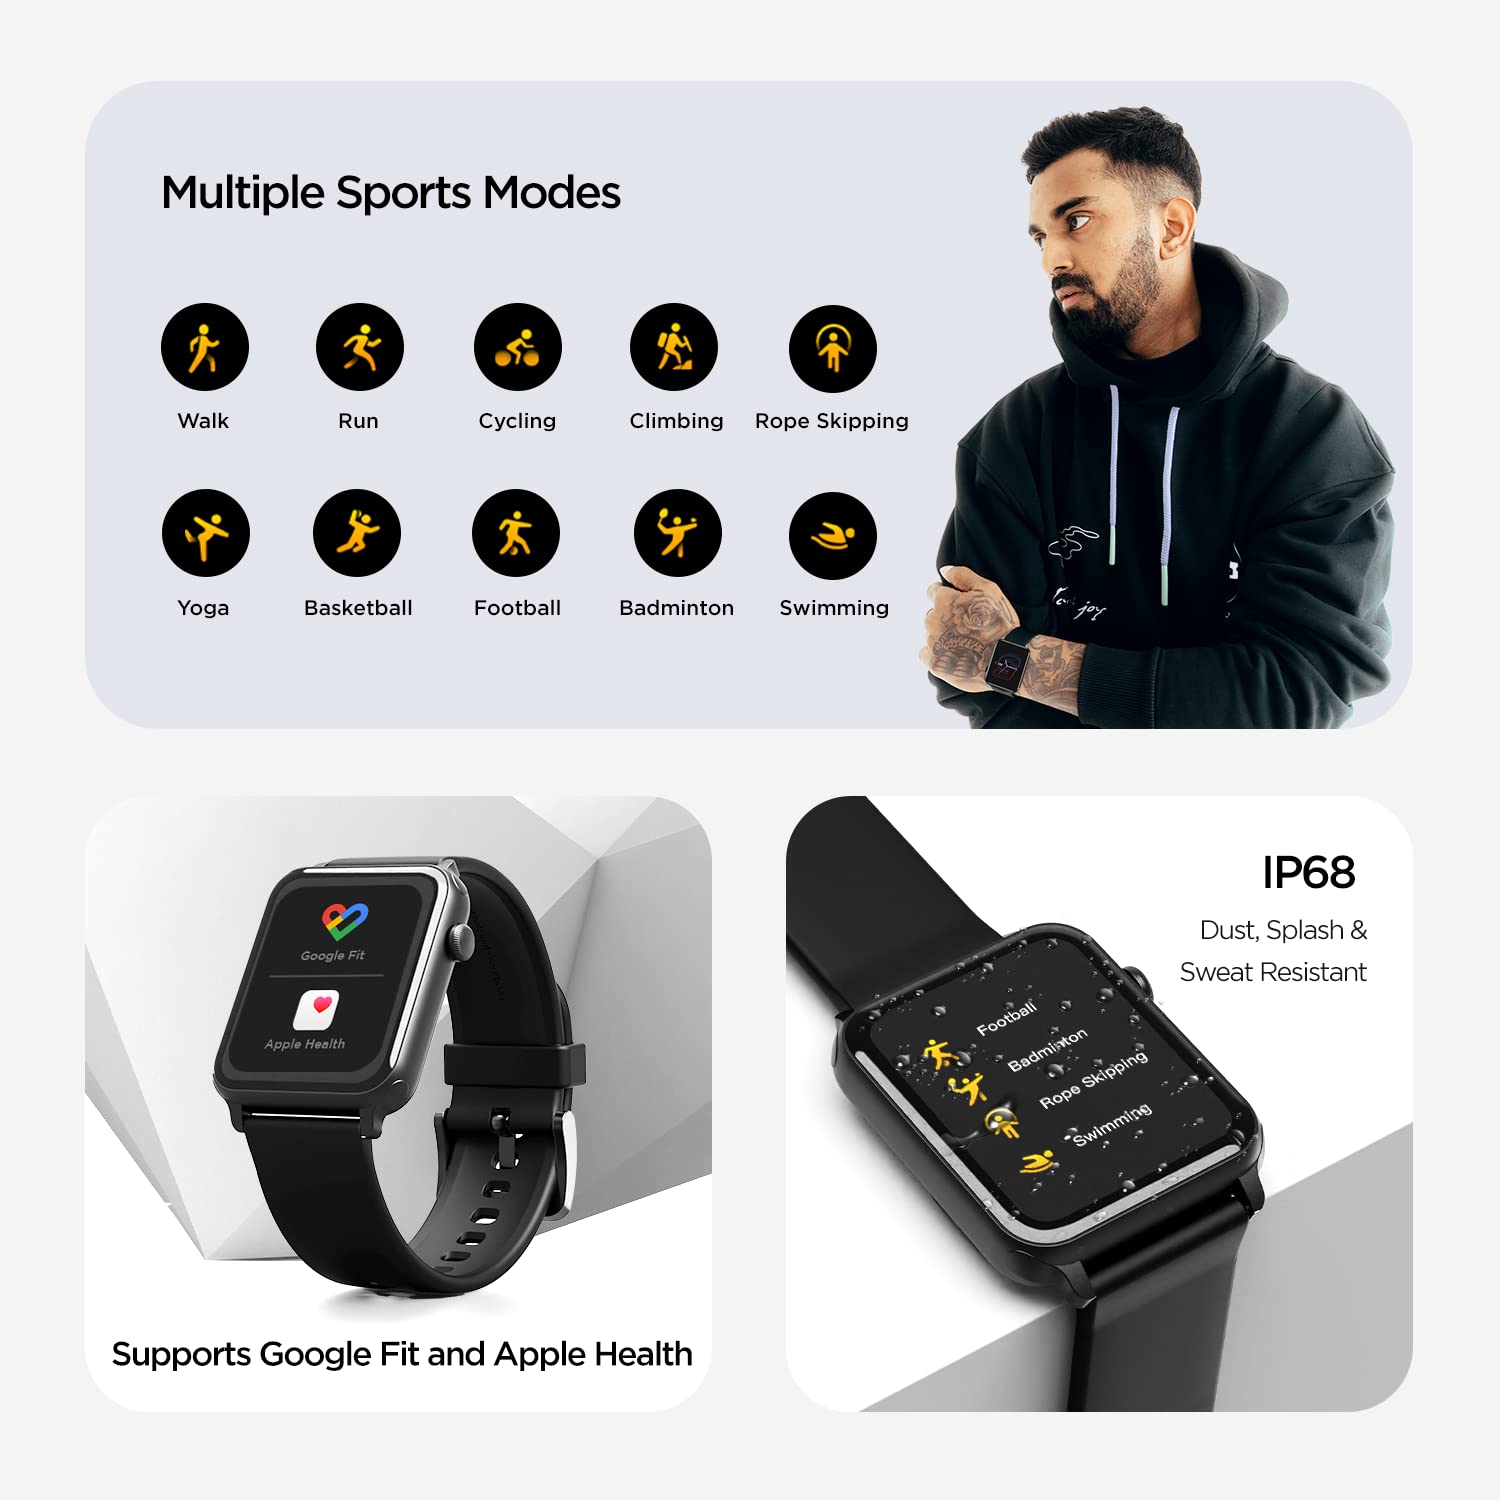 Multiple Sports Modes
Walk
Run
Cycling
Climbing
Rope Skipping
Yoga
Basketball
Football
Badminton
Swimming
Google Fit
Apple Health
Supports Google Fit and Apple Health
IP68
Dust, Splash &
Sweat Resistant
Football
Badminton
Rope Skipping
Swimming